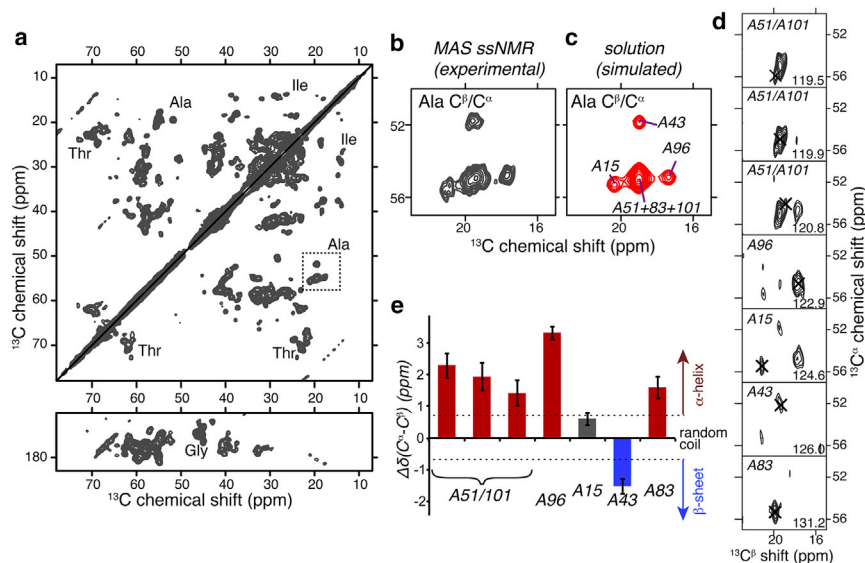 a
70 60 50 40 30 20 10
10
20
30
40
50
60
70
Ile
Ala
Thr
Ile
Ala
Thr
Thr
¹³C chemical shift (ppm)
180
Gly
70 60 50 40 30 20 10
¹³C chemical shift (ppm)
b
MAS ssNMR
(experimental)
Ala Cᵝ/Cᵅ
52
56
20
c
solution
(simulated)
Ala Cᵝ/Cᵅ
A43
A15
A96
A51+83+101
20
¹³C chemical shift (ppm)
d
A51/A101
52
119.5
56
A51/A101
52
119.9
56
A51/A101
52
120.8
56
A96
52
122.9
56
A15
52
124.6
56
A43
52
126.0
56
A83
52
131.2
56
20 16
¹³Cᵝ shift (ppm)
¹³Cᵅ chemical shift (ppm)
e
Δδ(Cᵅ-Cᵝ) (ppm)
3
2
1
0
-1
-2
A51/101
A96
A15
A43
A83
α-helix
random
coil
β-sheet